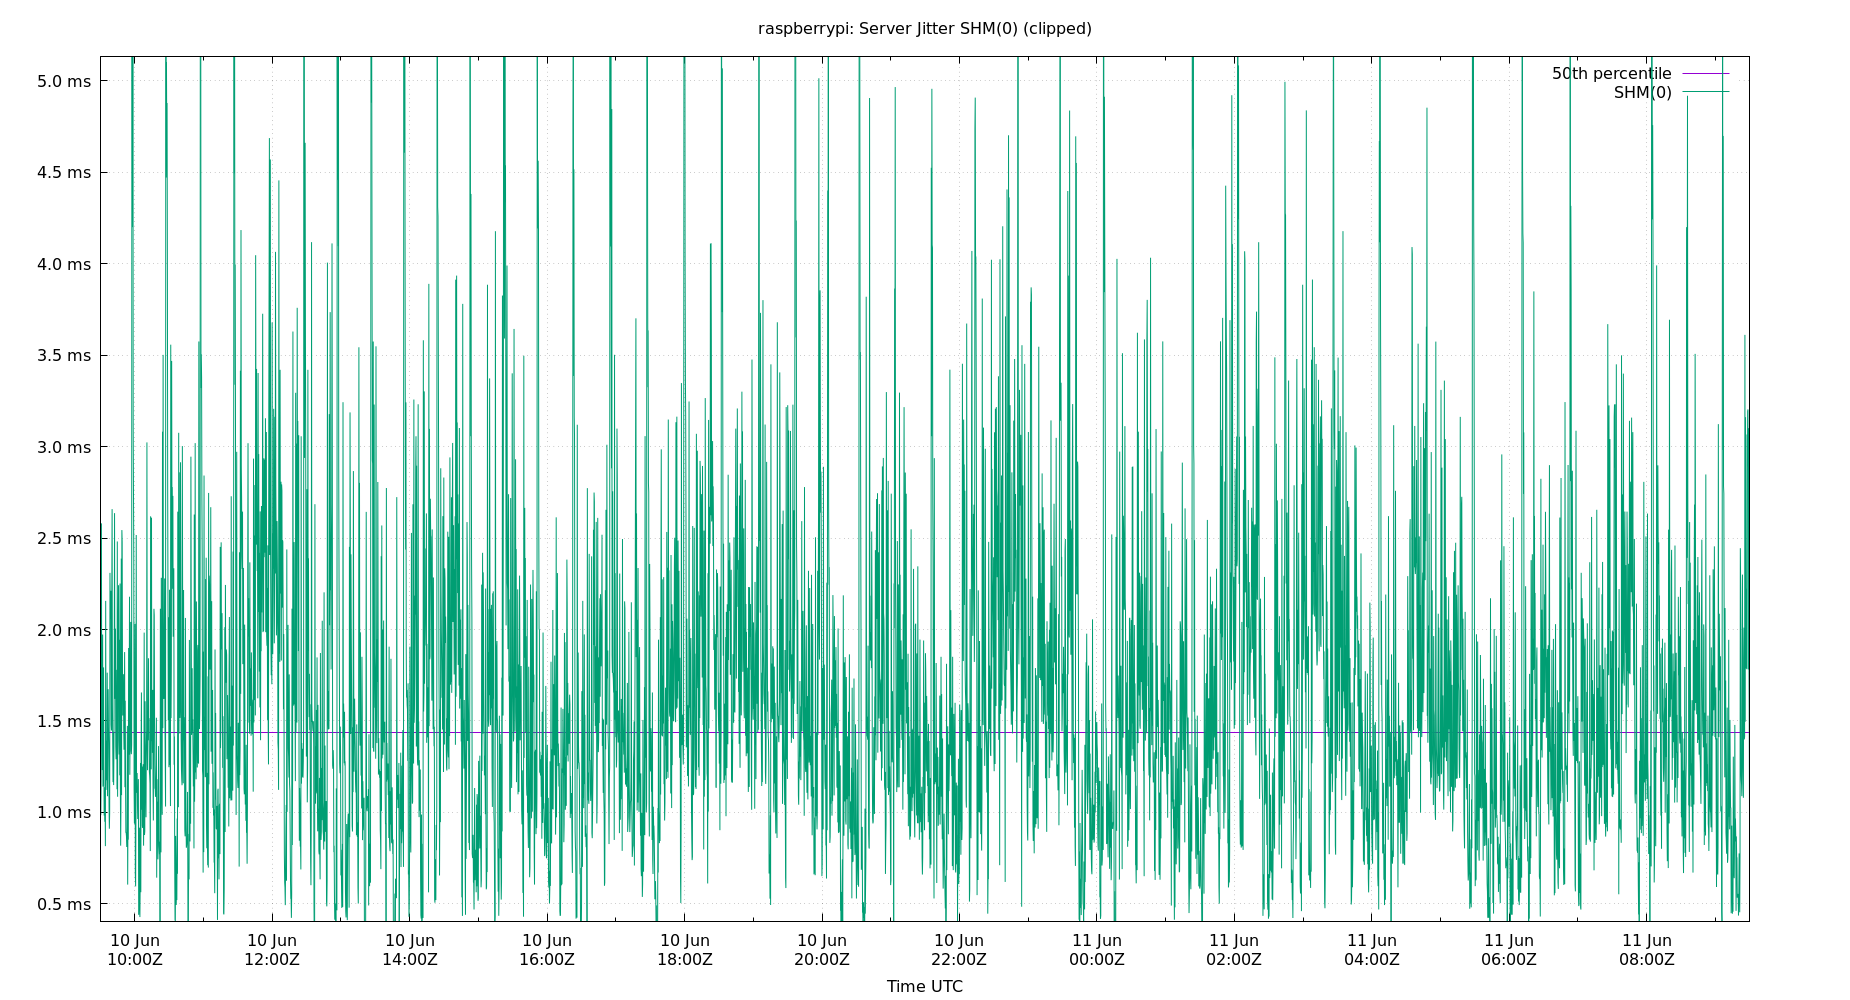 raspberrypi: Server Jitter SHM(0) (clipped)
50th percentile
SHM(0)
5.0 ms
4.5 ms
4.0 ms
3.5 ms
3.0 ms
2.5 ms
2.0 ms
1.5 ms
1.0 ms
0.5 ms
10 Jun 10 Jun 10 Jun 10 Jun 10 Jun 10 Jun 10 Jun 11 Jun 11 Jun 11 Jun 11 Jun 11 Jun
10:00Z 12:00Z 14:00Z 16:00Z 18:00Z 20:00Z 22:00Z 00:00Z 02:00Z 04:00Z 06:00Z 08:00Z
Time UTC